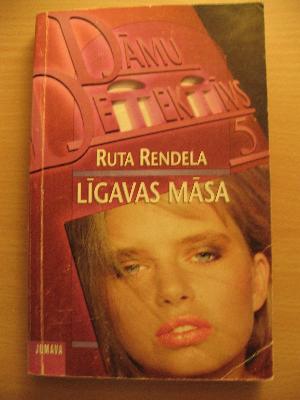 DĀMU
DETEKTĪVS
5
RUTA RENDELA
LĪGAVAS MĀSA
JUMAVA